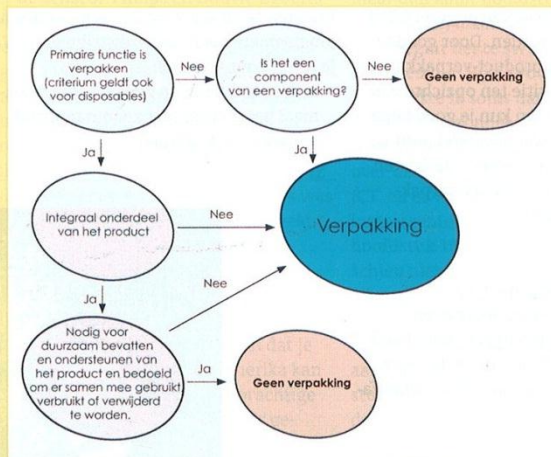 Primaire functie is
verpakken
(criterium geldt ook
voor disposables)
Nee
Is het een
component
van een verpakking?
Nee
Geen verpakking
Ja
Ja
Integraal onderdeel
van het product
Nee
Verpakking
Ja
Nee
Nodig voor
duurzaam bevatten
en ondersteunen van
het product en bedoeld
om er samen mee gebruikt,
verbruikt of verwijderd
te worden.
Ja
Geen verpakking